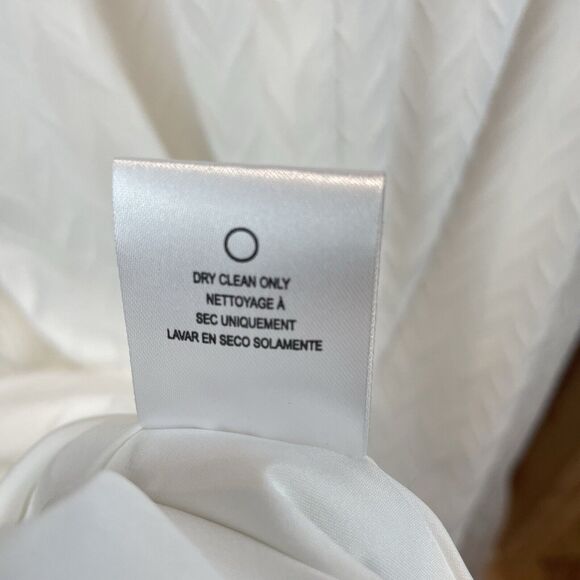 DRY CLEAN ONLY
NETTOYAGE À
SEC UNIQUEMENT
LAVAR EN SECO SOLAMENTE